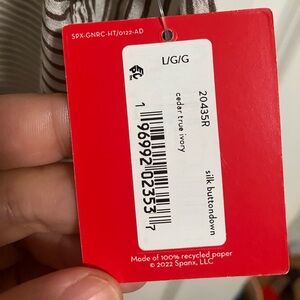 SPX-GNRC-HT/0122-AD
L/G/G
20435R
silk buttondown
cedar true ivory
1 96992 02353 7
Made of 100% recycled paper
© 2022 Spanx, LLC